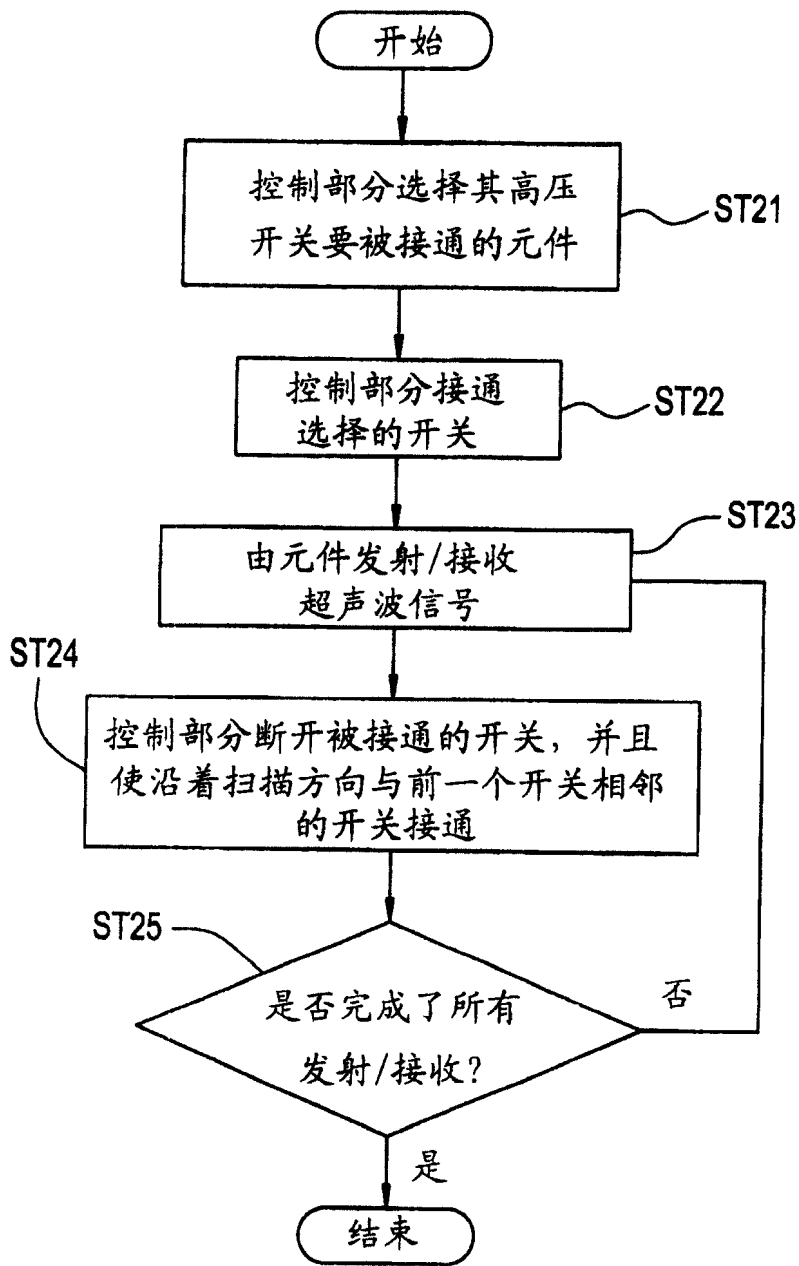 开始
控制部分选择其高压
开关要被接通的元件
ST21
控制部分接通
选择的开关
ST22
ST23
由元件发射/接收
超声波信号
ST24
控制部分断开被接通的开关，并且
使沿着扫描方向与前一个开关相邻
的开关接通
ST25
是否完成了所有
发射/接收？
否
是
结束